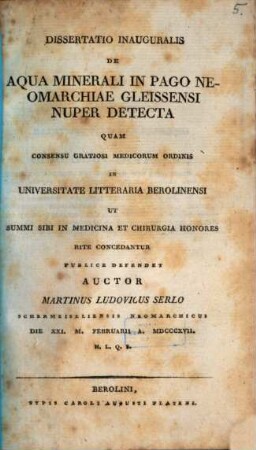 5.
DISSERTATIO INAUGURALIS
DE
AQUA MINERALI IN PAGO NE-
OMARCHIAE GLEISSENSI
NUPER DETECTA
QUAM
CONSENSU GRATIOSI MEDICORUM ORDINIS
IN
UNIVERSITATE LITTERARIA BEROLINENSI
UT
SUMMI SIBI IN MEDICINA ET CHIRURGIA HONORES
RITE CONCEDANTUR
PUBLICE DEFENDET
AUCTOR
MARTINUS LUDOVICUS SERLO
SCHERMEISELIENSIS NEOMARCHICUS
DIE XXI. M. FEBRUARII A. MDCCCXVII.
H. L. Q. S.
BEROLINI,
TYPIS CAROLI AUGUSTI PLATENI.